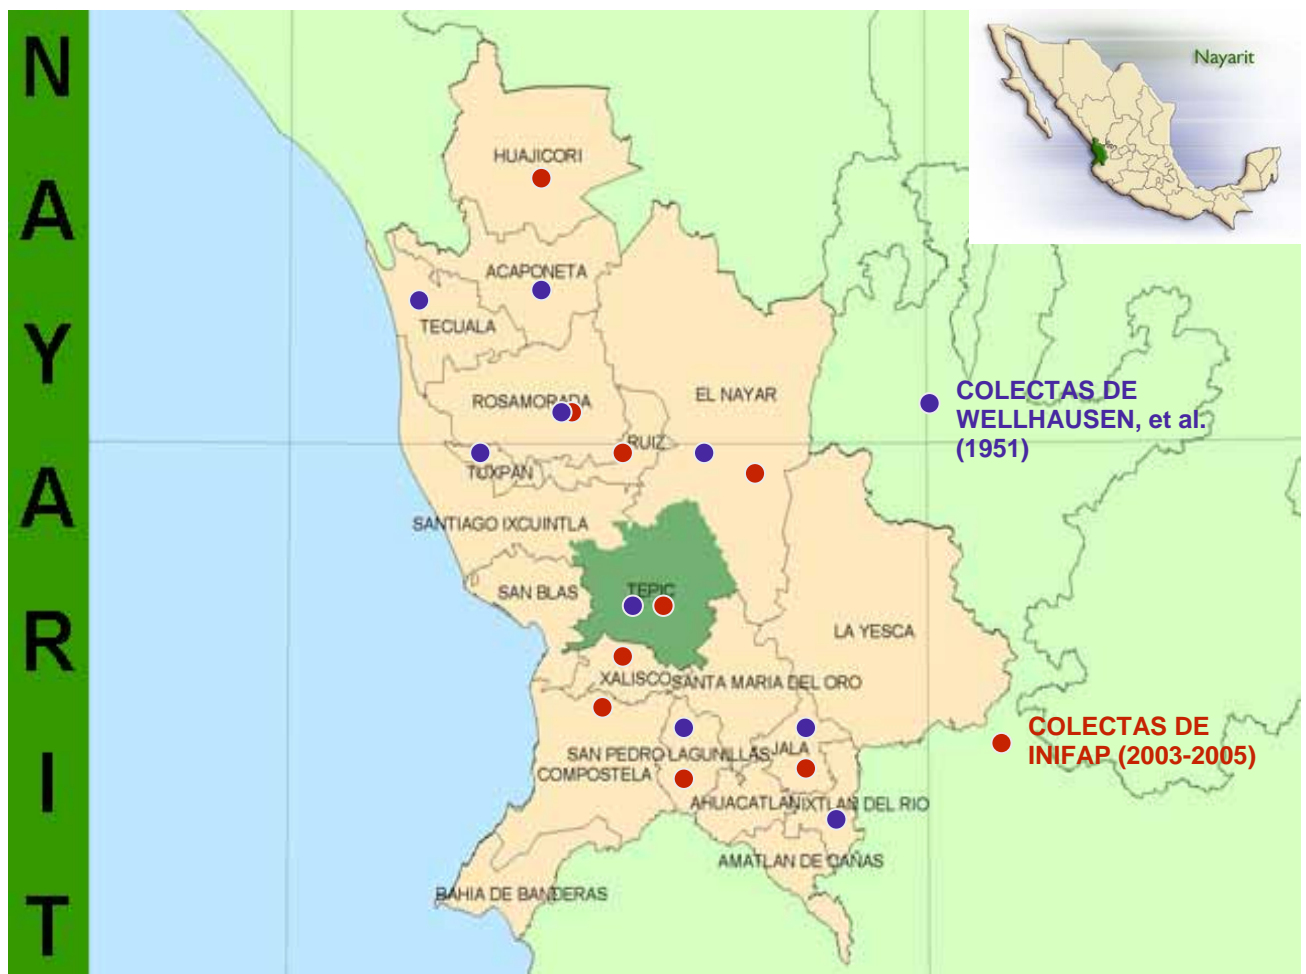 NAYARIT
Nayarit
HUAJICORI
ACAPONETA
TECUALA
ROSAMORADA
EL NAYAR
COLECTAS DE
WELLHAUSEN, et al.
(1951)
RUIZ
TUXPAN
SANTIAGO IXCUINTLA
SAN BLAS
TEPIC
LA YESCA
XALISCO
SANTA MARIA DEL ORO
COLECTAS DE
INIFAP (2003-2005)
SAN PEDRO LAGUNILLAS
JALA
COMPOSTELA
AHUACATLAN
IXTLAN DEL RIO
AMATLAN DE CAÑAS
BAHIA DE BANDERAS